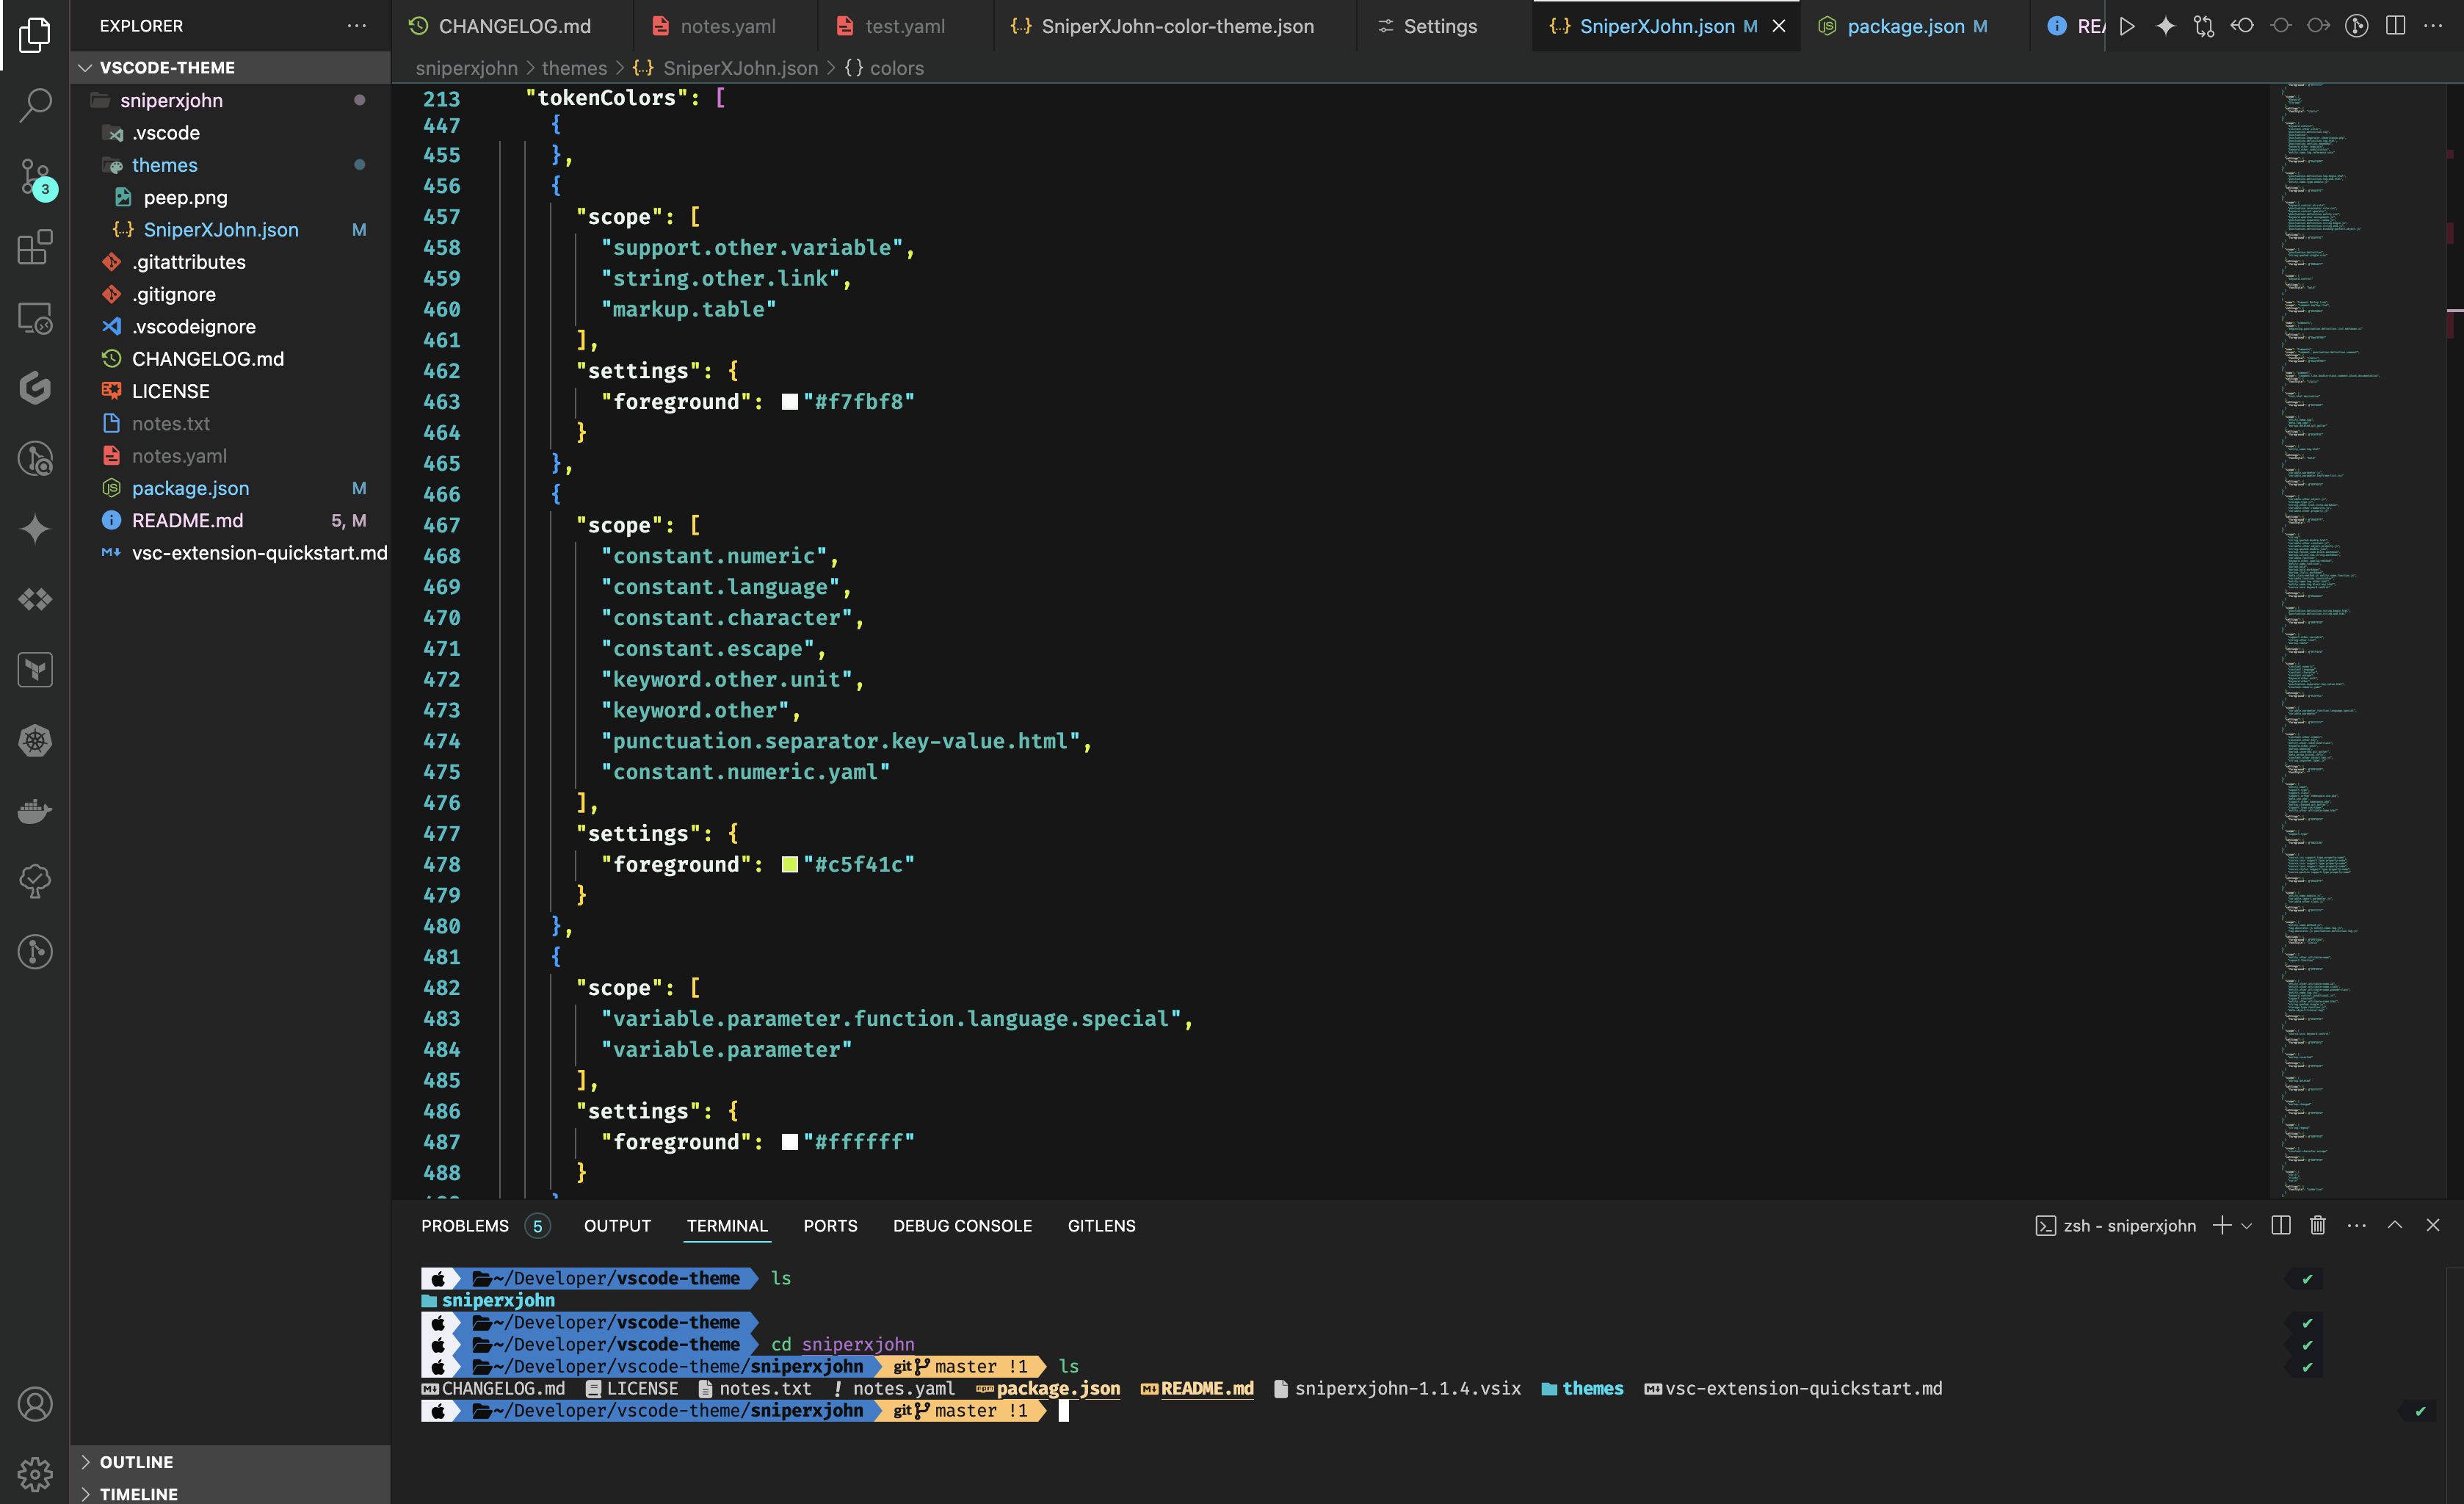 EXPLORER
VSCODE-THEME
sniperxjohn
.vscode
themes
peep.png
SniperXJohn.json M
.gitattributes
.gitignore
.vscodeignore
CHANGELOG.md
LICENSE
notes.txt
notes.yaml
package.json M
README.md 5, M
vsc-extension-quickstart.md
OUTLINE
TIMELINE
3
CHANGELOG.md notes.yaml test.yaml SniperXJohn-color-theme.json Settings SniperXJohn.json M package.json M REA
sniperxjohn > themes > SniperXJohn.json > {} colors
213 "tokenColors": [
447 {
455 },
456 {
457 "scope": [
458 "support.other.variable",
459 "string.other.link",
460 "markup.table"
461 ],
462 "settings": {
463 "foreground": "#f7fbf8"
464 }
465 },
466 {
467 "scope": [
468 "constant.numeric",
469 "constant.language",
470 "constant.character",
471 "constant.escape",
472 "keyword.other.unit",
473 "keyword.other",
474 "punctuation.separator.key-value.html",
475 "constant.numeric.yaml"
476 ],
477 "settings": {
478 "foreground": "#c5f41c"
479 }
480 },
481 {
482 "scope": [
483 "variable.parameter.function.language.special",
484 "variable.parameter"
485 ],
486 "settings": {
487 "foreground": "#ffffff"
488 }
PROBLEMS 5 OUTPUT TERMINAL PORTS DEBUG CONSOLE GITLENS zsh - sniperxjohn
~/Developer/vscode-theme ls
sniperxjohn
~/Developer/vscode-theme
~/Developer/vscode-theme cd sniperxjohn
~/Developer/vscode-theme/sniperxjohn git master !1 ls
CHANGELOG.md LICENSE notes.txt ! notes.yaml package.json README.md sniperxjohn-1.1.4.vsix themes vsc-extension-quickstart.md
~/Developer/vscode-theme/sniperxjohn git master !1